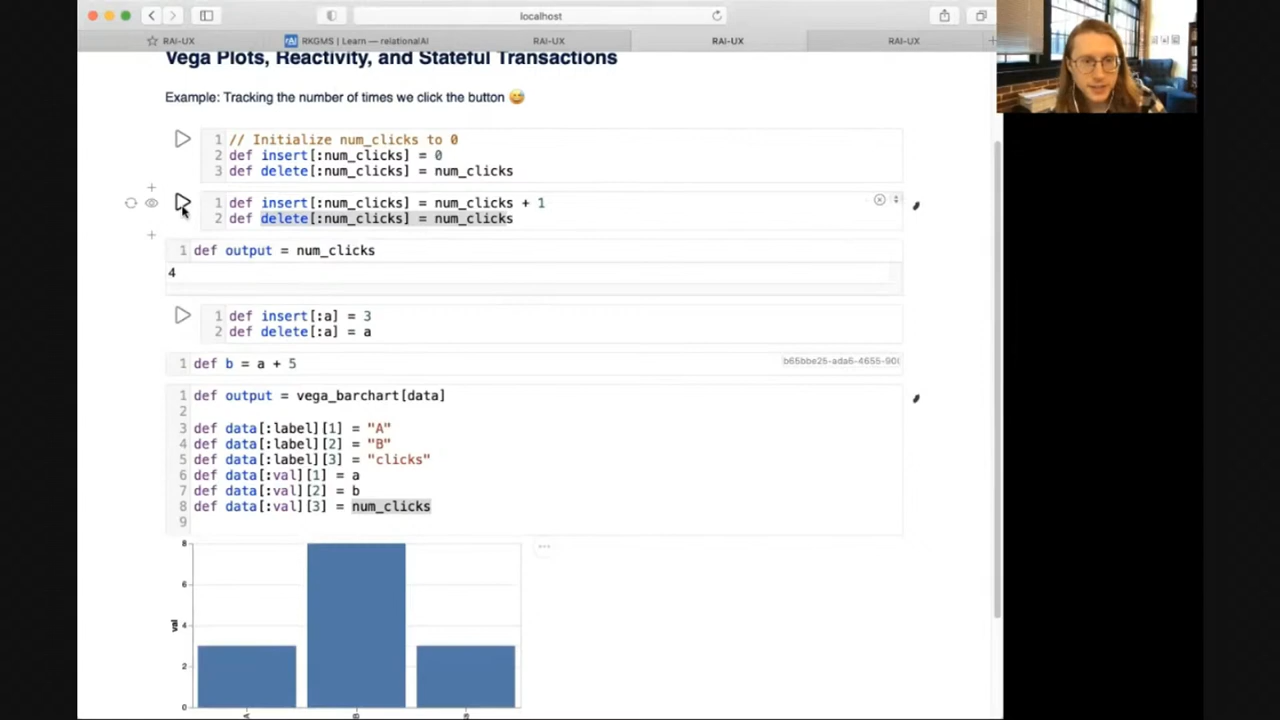 localhost
RAI-UX
RKGMS | Learn — relationalAI
RAI-UX
RAI-UX
RAI-UX
Vega Plots, Reactivity, and Stateful Transactions
Example: Tracking the number of times we click the button 😅
1 // Initialize num_clicks to 0
2 def insert[:num_clicks] = 0
3 def delete[:num_clicks] = num_clicks
1 def insert[:num_clicks] = num_clicks + 1
2 def delete[:num_clicks] = num_clicks
1 def output = num_clicks
4
1 def insert[:a] = 3
2 def delete[:a] = a
1 def b = a + 5
b65bbe25-ada6-4655-90
1 def output = vega_barchart[data]
2
3 def data[:label][1] = "A"
4 def data[:label][2] = "B"
5 def data[:label][3] = "clicks"
6 def data[:val][1] = a
7 def data[:val][2] = b
8 def data[:val][3] = num_clicks
9
8
6
4
2
0
val
A
B